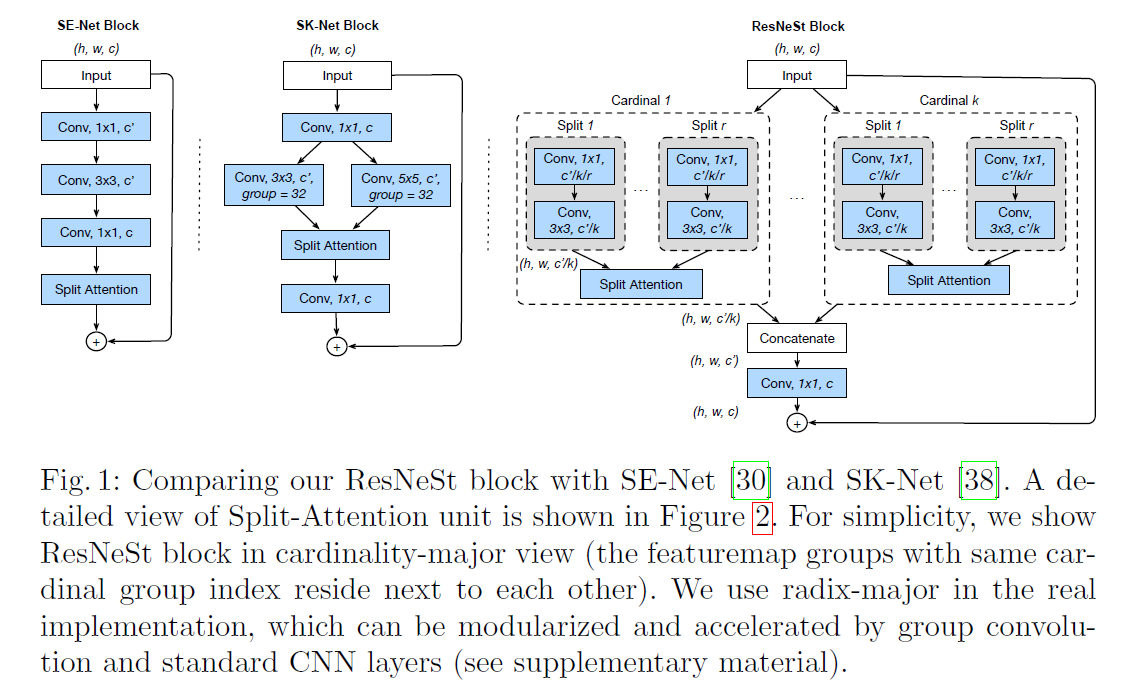 SE-Net Block
(h, w, c)
Input
Conv, 1x1, c'
Conv, 3x3, c'
Conv, 1x1, c
Split Attention
+
SK-Net Block
(h, w, c)
Input
Conv, 1x1, c
Conv, 3x3, c',
group = 32
Conv, 5x5, c',
group = 32
Split Attention
Conv, 1x1, c
+
ResNeSt Block
(h, w, c)
Input
Cardinal 1
Split 1
Conv, 1x1,
c'/k/r
Conv,
3x3, c'/k
...
Split r
Conv, 1x1,
c'/k/r
Conv,
3x3, c'/k
(h, w, c'/k)
Split Attention
...
Cardinal k
Split 1
Conv, 1x1,
c'/k/r
Conv,
3x3, c'/k
...
Split r
Conv, 1x1,
c'/k/r
Conv,
3x3, c'/k
Split Attention
(h, w, c'/k)
Concatenate
(h, w, c')
Conv, 1x1, c
(h, w, c)
+
Fig. 1: Comparing our ResNeSt block with SE-Net [30] and SK-Net [38]. A de-
tailed view of Split-Attention unit is shown in Figure 2. For simplicity, we show
ResNeSt block in cardinality-major view (the featuremap groups with same car-
dinal group index reside next to each other). We use radix-major in the real
implementation, which can be modularized and accelerated by group convolu-
tion and standard CNN layers (see supplementary material).